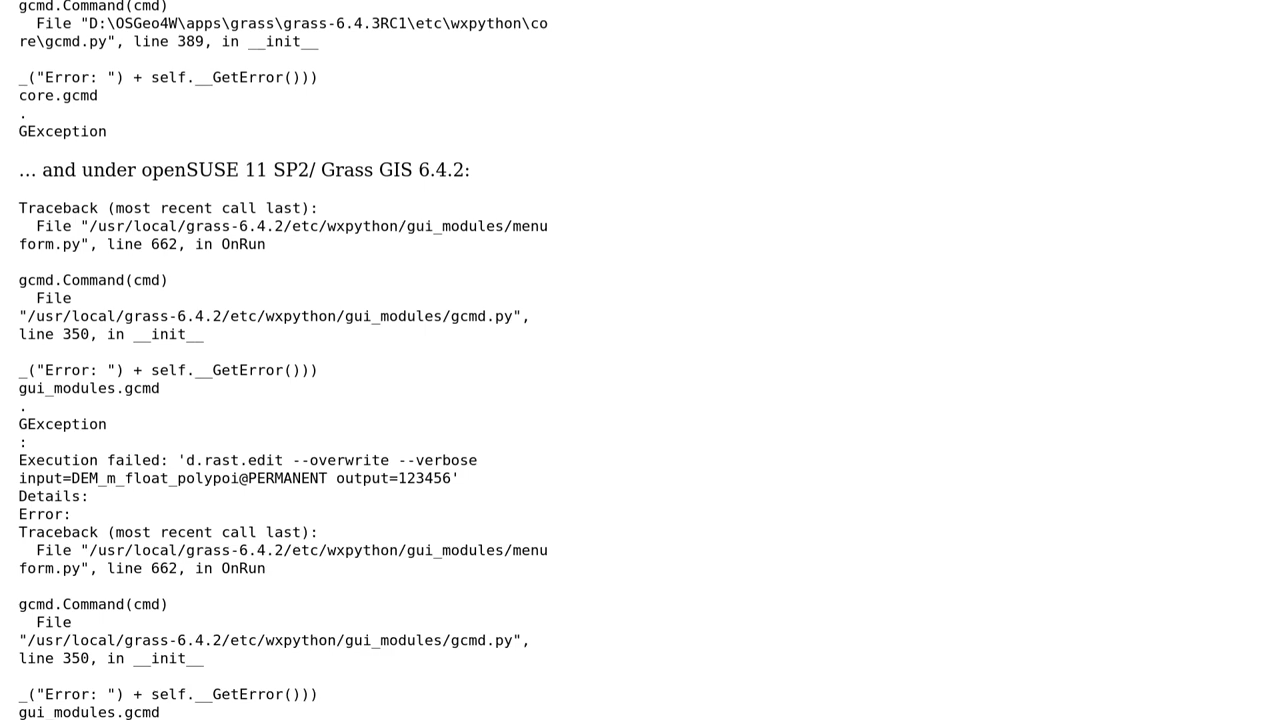 gcmd.Command(cmd)
  File "D:\OSGeo4W\apps\grass\grass-6.4.3RC1\etc\wxpython\co
re\gcmd.py", line 389, in __init__
_("Error: ") + self.__GetError()))
core.gcmd
.
GException
... and under openSUSE 11 SP2/ Grass GIS 6.4.2:
Traceback (most recent call last):
  File "/usr/local/grass-6.4.2/etc/wxpython/gui_modules/menu
form.py", line 662, in OnRun
gcmd.Command(cmd)
  File
"/usr/local/grass-6.4.2/etc/wxpython/gui_modules/gcmd.py",
line 350, in __init__
_("Error: ") + self.__GetError()))
gui_modules.gcmd
.
GException
:
Execution failed: 'd.rast.edit --overwrite --verbose
input=DEM_m_float_polypoi@PERMANENT output=123456'
Details:
Error:
Traceback (most recent call last):
  File "/usr/local/grass-6.4.2/etc/wxpython/gui_modules/menu
form.py", line 662, in OnRun
gcmd.Command(cmd)
  File
"/usr/local/grass-6.4.2/etc/wxpython/gui_modules/gcmd.py",
line 350, in __init__
_("Error: ") + self.__GetError()))
gui_modules.gcmd